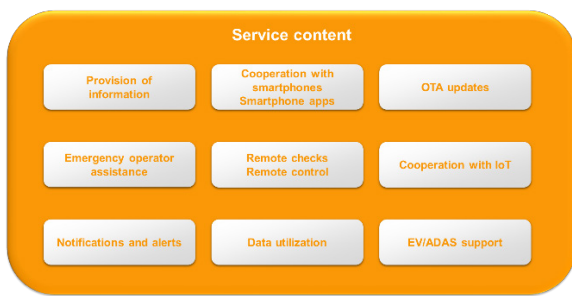 Service content
Provision of
information
Cooperation with
smartphones
Smartphone apps
OTA updates
Emergency operator
assistance
Remote checks
Remote control
Cooperation with IoT
Notifications and alerts
Data utilization
EV/ADAS support